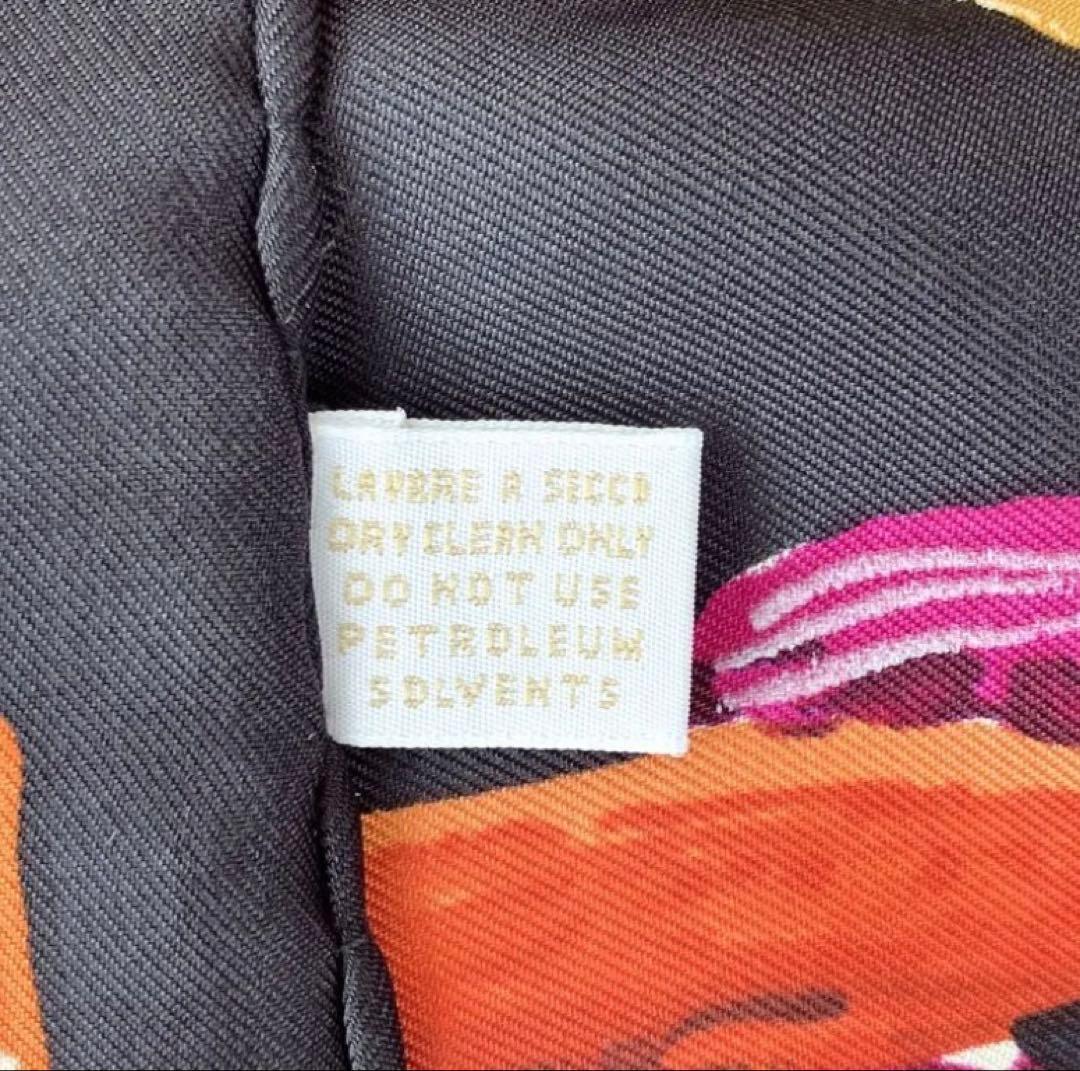 LAVARE A SECCO
DRY CLEAN ONLY
DO NOT USE
PETROLEUM
SOLVENTS